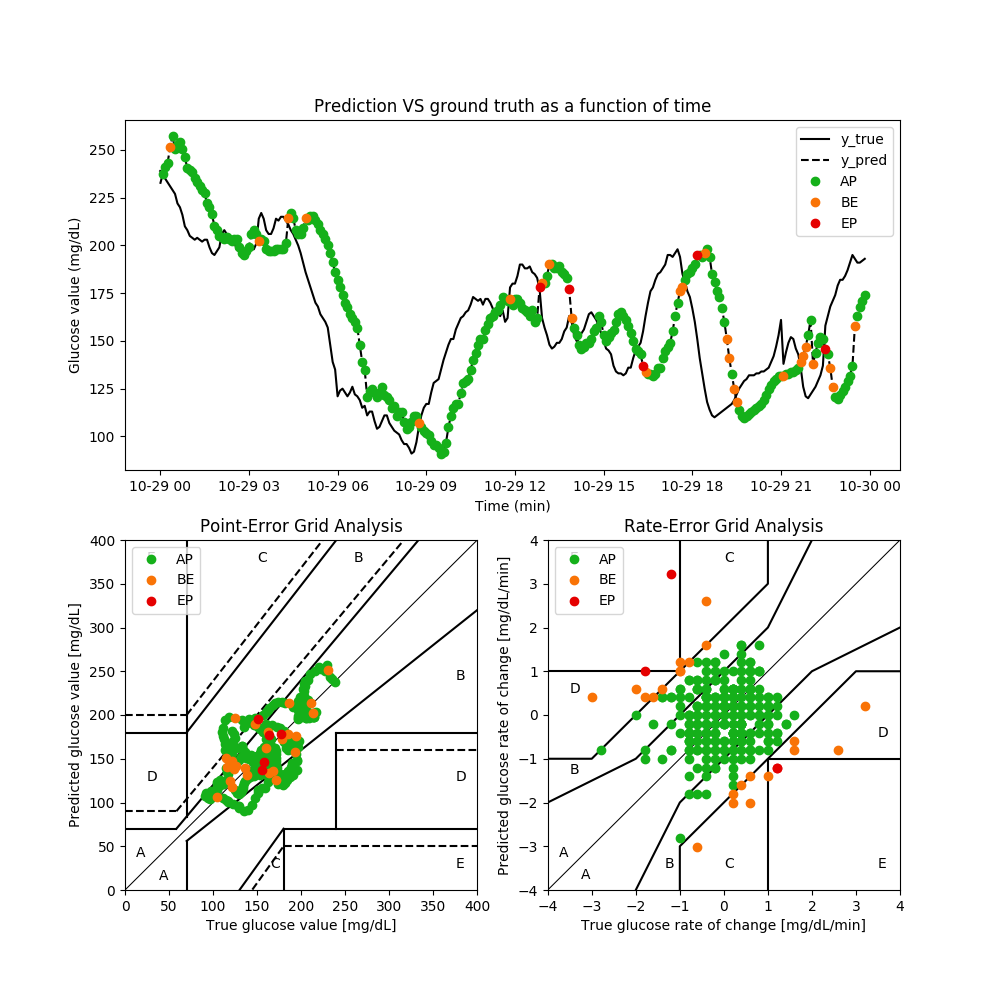 Prediction VS ground truth as a function of time
Glucose value (mg/dL)
250
225
200
175
150
125
100
y_true
y_pred
AP
BE
EP
10-29 00 10-29 03 10-29 06 10-29 09 10-29 12 10-29 15 10-29 18 10-29 21 10-30 00
Time (min)
Point-Error Grid Analysis
Predicted glucose value [mg/dL]
400
350
300
250
200
150
100
50
0
AP
BE
EP
C
B
B
D
D
A
A
C
E
0 50 100 150 200 250 300 350 400
True glucose value [mg/dL]
Rate-Error Grid Analysis
Predicted glucose rate of change [mg/dL/min]
4
3
2
1
0
−1
−2
−3
−4
AP
BE
EP
C
D
D
B
A
A
B
C
E
−4 −3 −2 −1 0 1 2 3 4
True glucose rate of change [mg/dL/min]